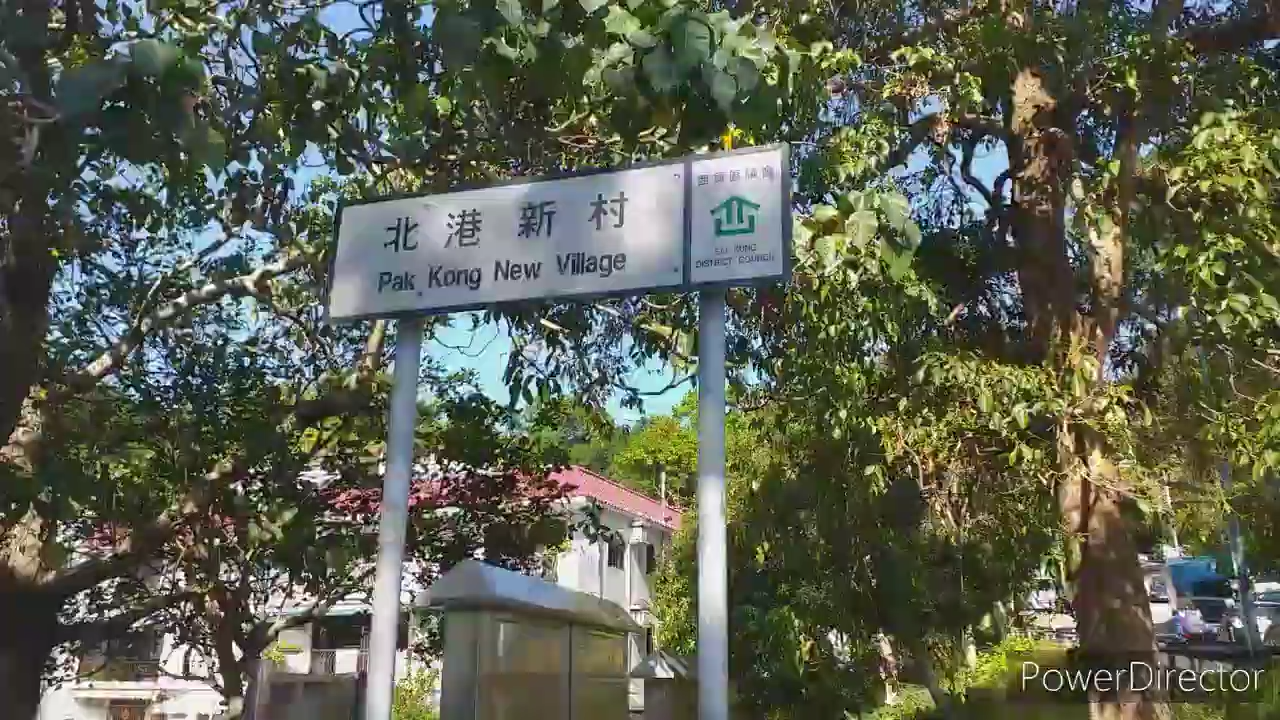 北港新村
Pak Kong New Village
西貢區議會
SAI KUNG
DISTRICT COUNCIL
PowerDirector